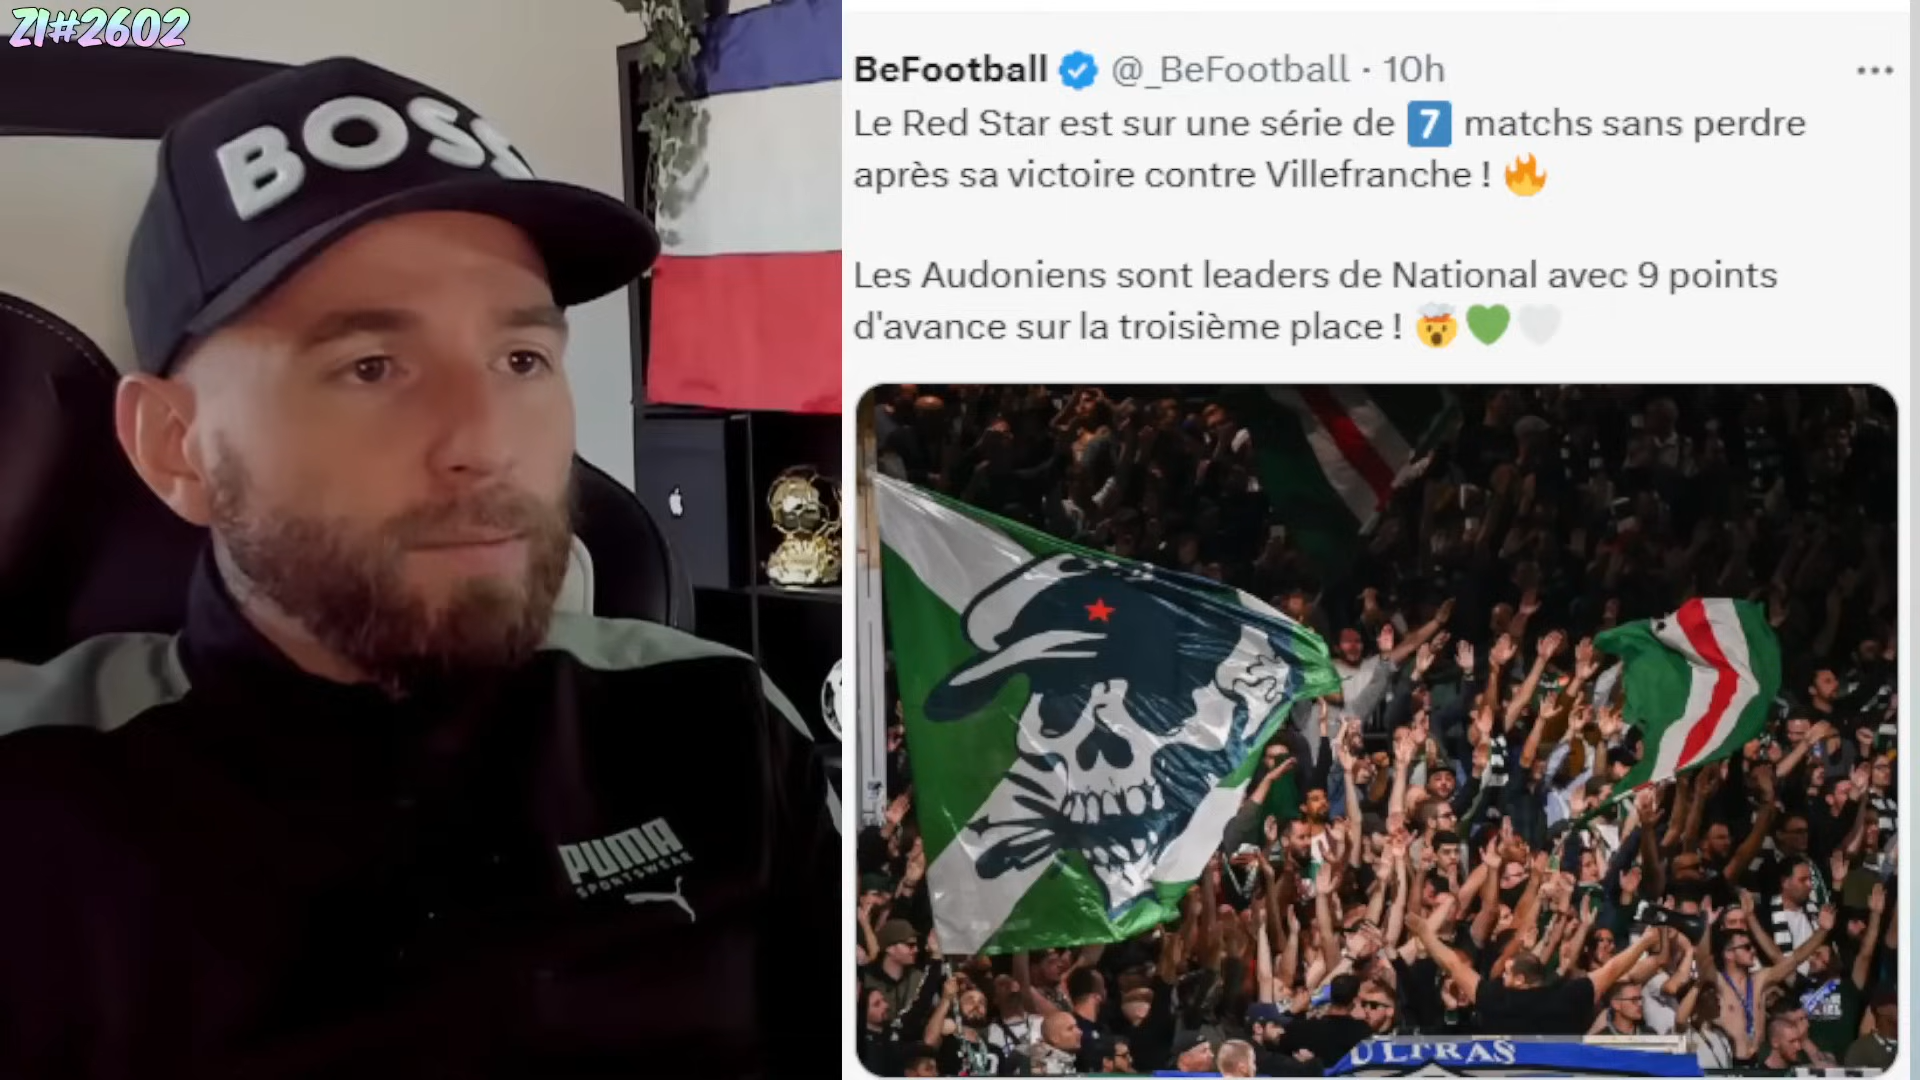 ZI#2602
BOSS
PUMA
SPORTSWEAR
BeFootball @_BeFootball · 10h
Le Red Star est sur une série de 7 matchs sans perdre
après sa victoire contre Villefranche ! 🔥
Les Audoniens sont leaders de National avec 9 points
d'avance sur la troisième place ! 🤯💚🤍
ULTRAS